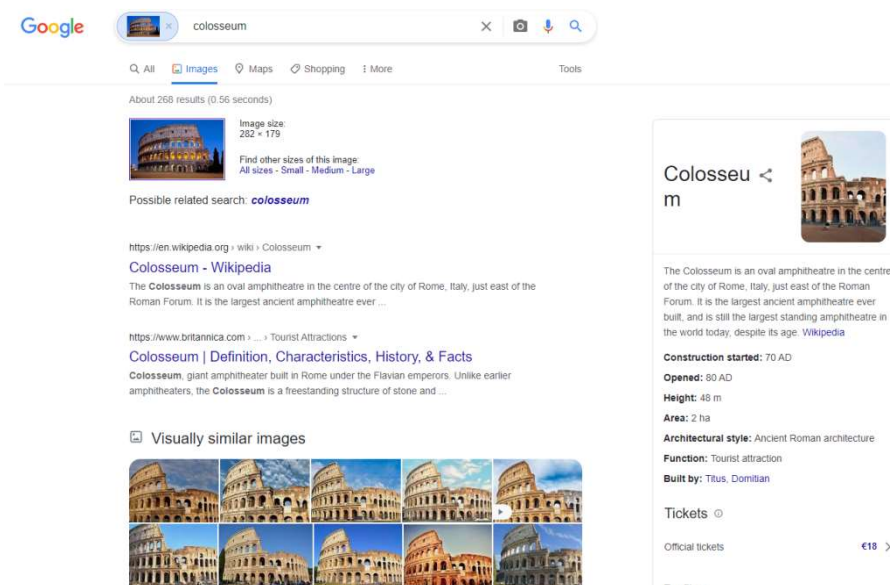 Google
colosseum
All Images Maps Shopping More Tools
About 268 results (0.56 seconds)
Image size:
282 × 179
Find other sizes of this image:
All sizes - Small - Medium - Large
Possible related search: colosseum
https://en.wikipedia.org › wiki › Colosseum
Colosseum - Wikipedia
The Colosseum is an oval amphitheatre in the centre of the city of Rome, Italy, just east of the
Roman Forum. It is the largest ancient amphitheatre ever ...
https://www.britannica.com › ... › Tourist Attractions
Colosseum | Definition, Characteristics, History, & Facts
Colosseum, giant amphitheater built in Rome under the Flavian emperors. Unlike earlier
amphitheaters, the Colosseum is a freestanding structure of stone and ...
Visually similar images
Colosseu
m
The Colosseum is an oval amphitheatre in the centre
of the city of Rome, Italy, just east of the Roman
Forum. It is the largest ancient amphitheatre ever
built, and is still the largest standing amphitheatre in
the world today, despite its age. Wikipedia
Construction started: 70 AD
Opened: 80 AD
Height: 48 m
Area: 2 ha
Architectural style: Ancient Roman architecture
Function: Tourist attraction
Built by: Titus, Domitian
Tickets
Official tickets €18